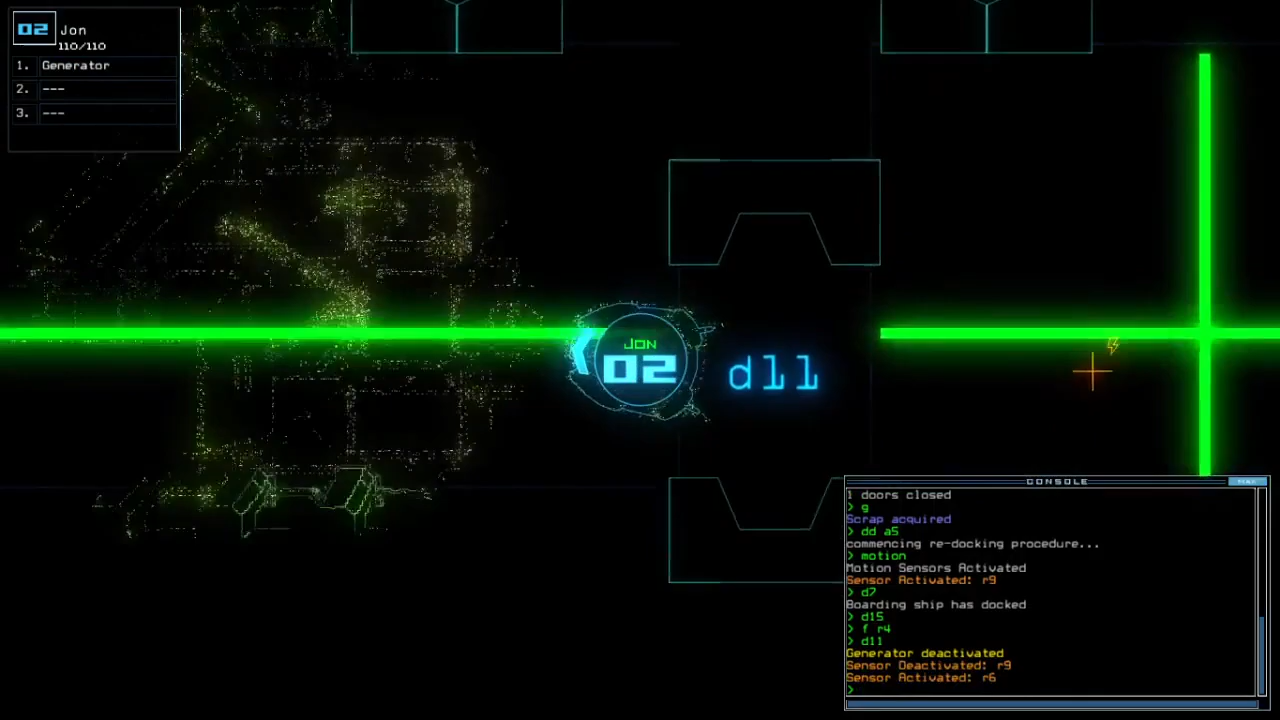 02 Jon
110/110
1. Generator
2. ---
3. ---
Jon
02
d11
CONSOLE
1 doors closed
> g
Scrap acquired
> dd a5
commencing re-docking procedure...
> motion
Motion Sensors Activated
Sensor Activated: r9
> d7
Boarding ship has docked
> d15
> f r4
> d11
Generator deactivated
Sensor Deactivated: r9
Sensor Activated: r6
>